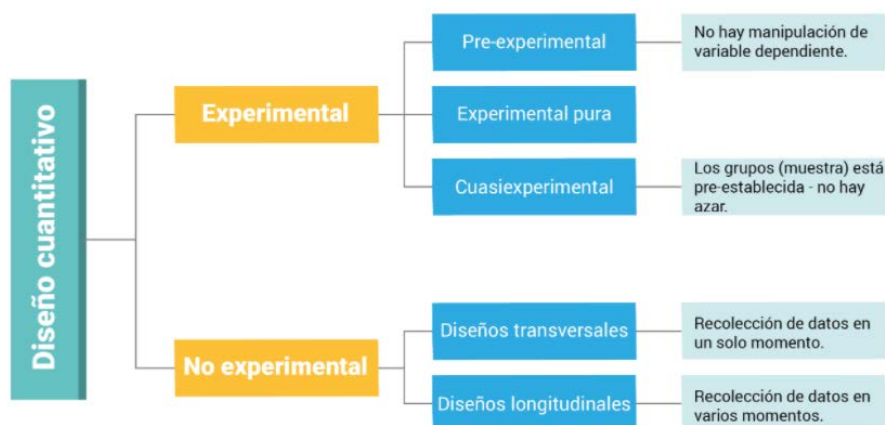 Diseño cuantitativo
Experimental
Pre-experimental
No hay manipulación de
variable dependiente.
Experimental pura
Cuasiexperimental
Los grupos (muestra) está
pre-establecida - no hay
azar.
No experimental
Diseños transversales
Recolección de datos en
un solo momento.
Diseños longitudinales
Recolección de datos en
varios momentos.